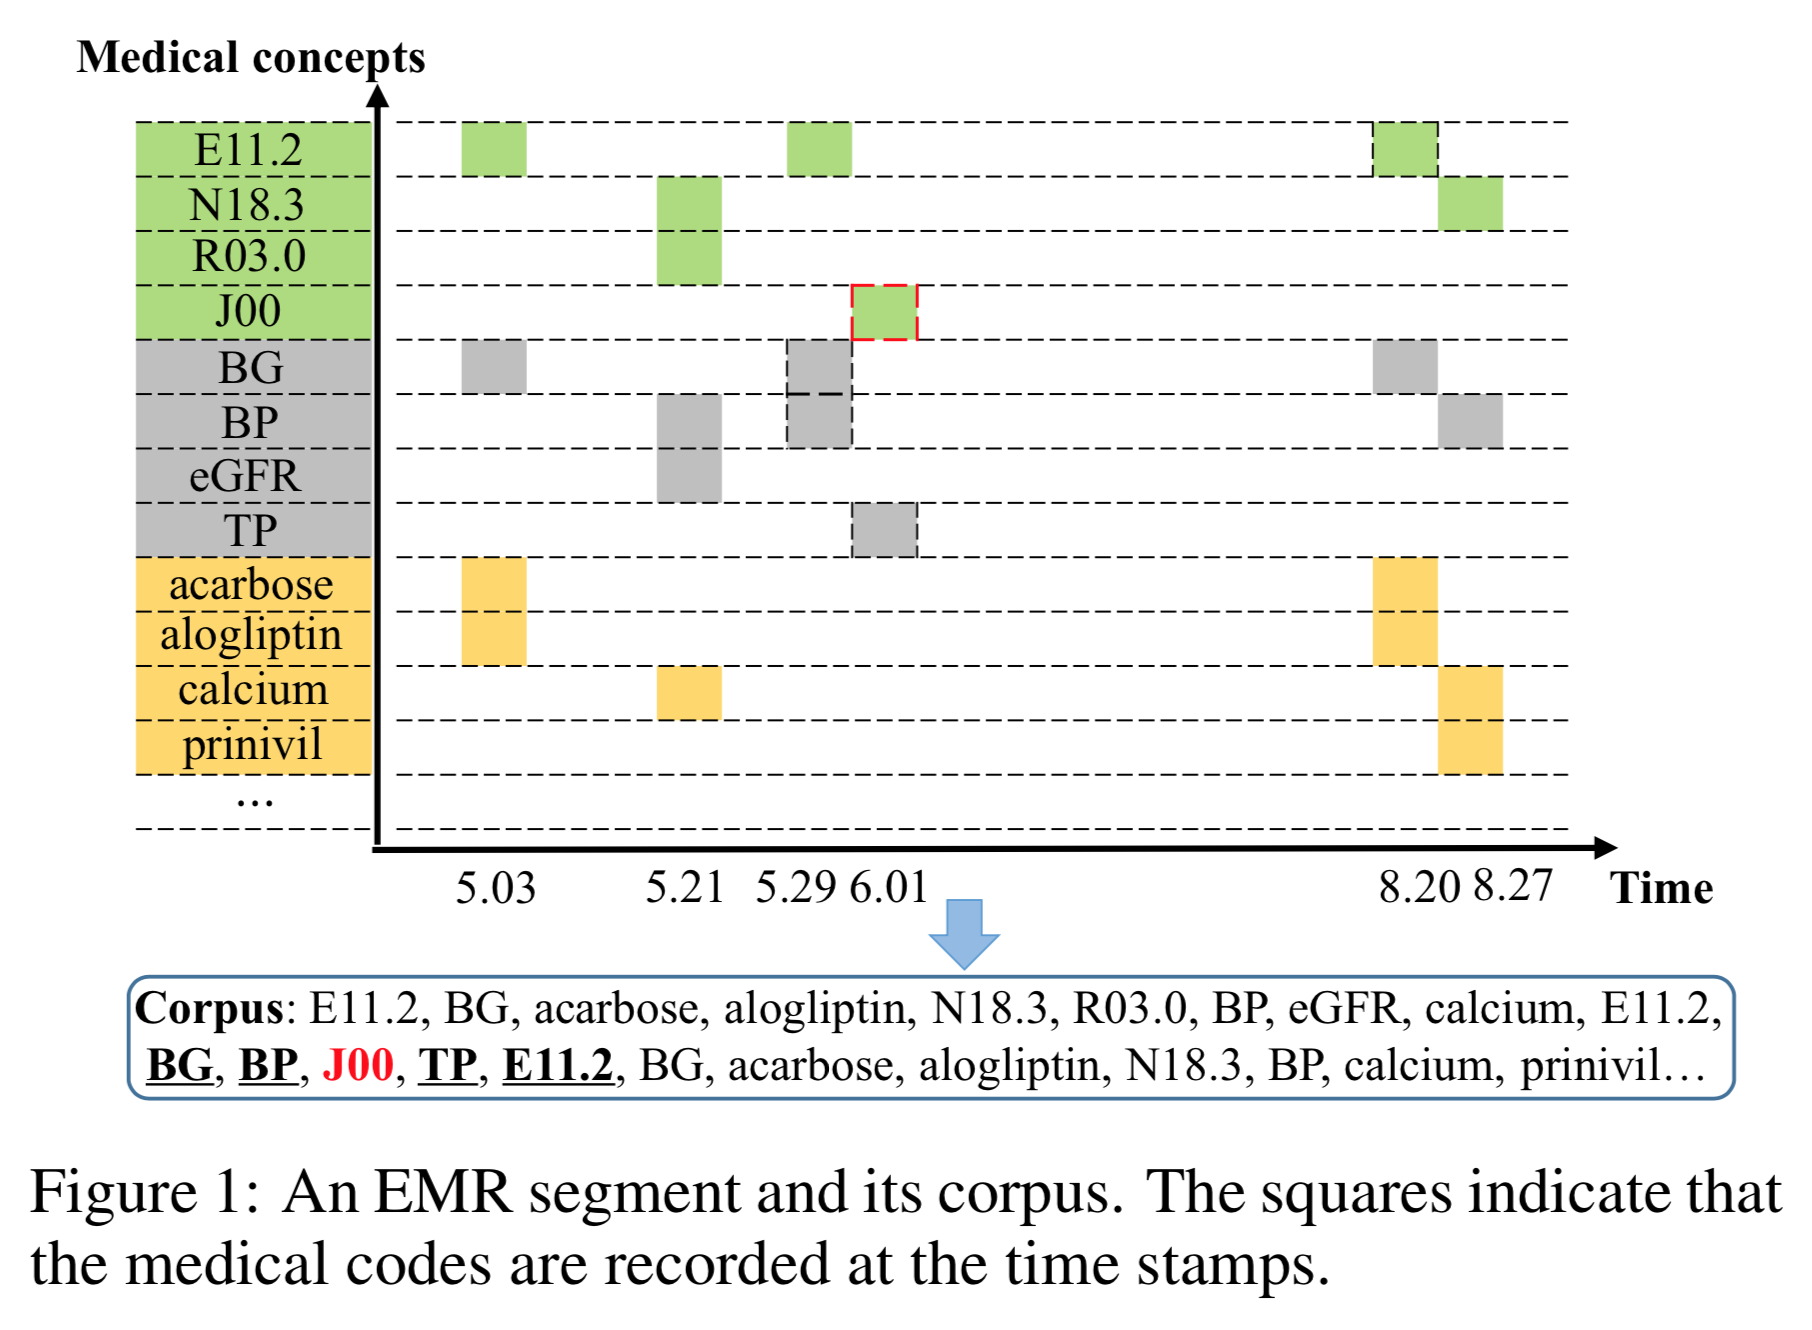 Medical concepts
E11.2
N18.3
R03.0
J00
BG
BP
eGFR
TP
acarbose
alogliptin
calcium
prinivil
...
5.03 5.21 5.29 6.01 8.20 8.27 Time
Corpus: E11.2, BG, acarbose, alogliptin, N18.3, R03.0, BP, eGFR, calcium, E11.2,
BG, BP, J00, TP, E11.2, BG, acarbose, alogliptin, N18.3, BP, calcium, prinivil...
Figure 1: An EMR segment and its corpus. The squares indicate that
the medical codes are recorded at the time stamps.